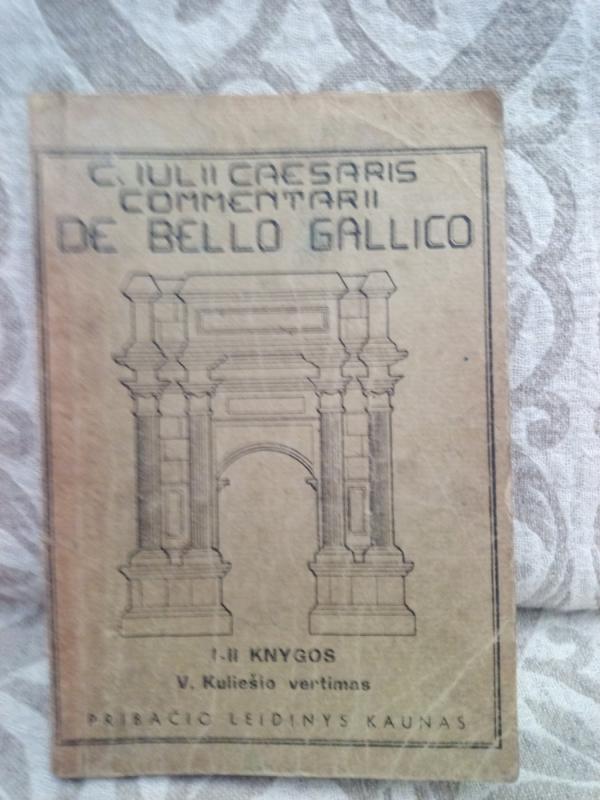 C. IULII CAESARIS
COMMENTARII
DE BELLO GALLICO
I-II KNYGOS
V. Kuliešio vertimas
PRIBAČIO LEIDINYS KAUNAS